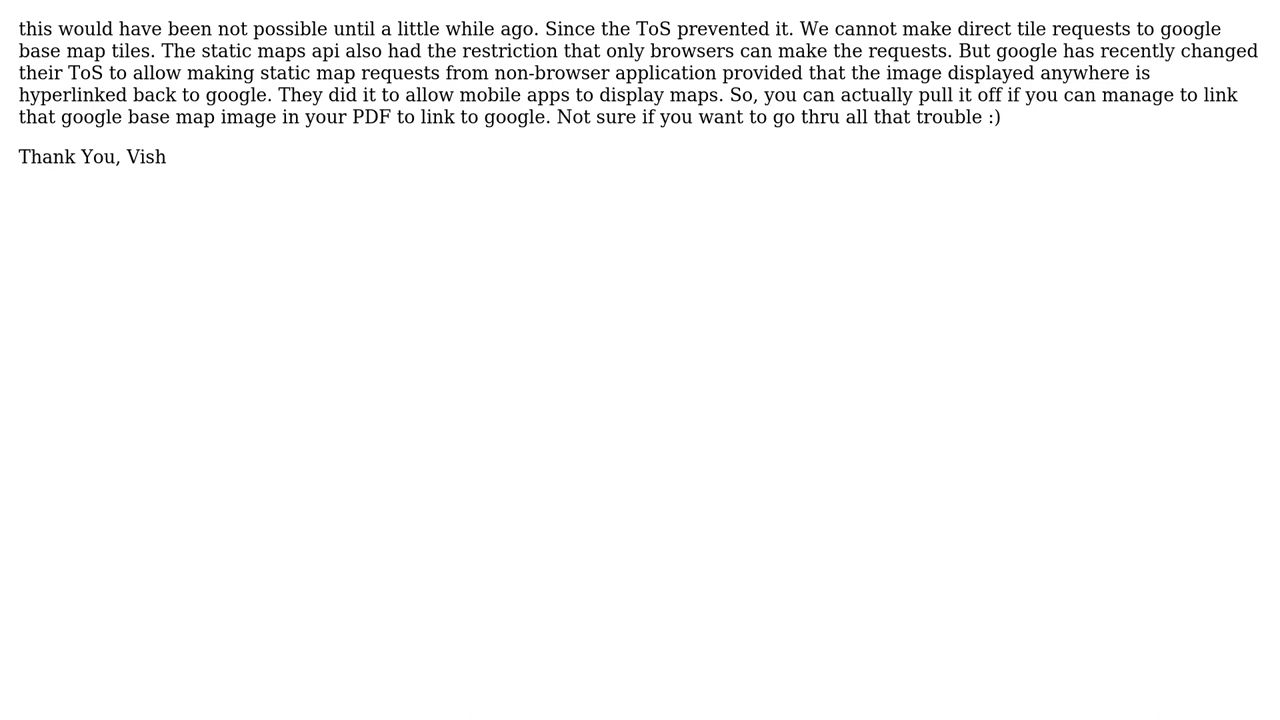 this would have been not possible until a little while ago. Since the ToS prevented it. We cannot make direct tile requests to google
base map tiles. The static maps api also had the restriction that only browsers can make the requests. But google has recently changed
their ToS to allow making static map requests from non-browser application provided that the image displayed anywhere is
hyperlinked back to google. They did it to allow mobile apps to display maps. So, you can actually pull it off if you can manage to link
that google base map image in your PDF to link to google. Not sure if you want to go thru all that trouble :)
Thank You, Vish